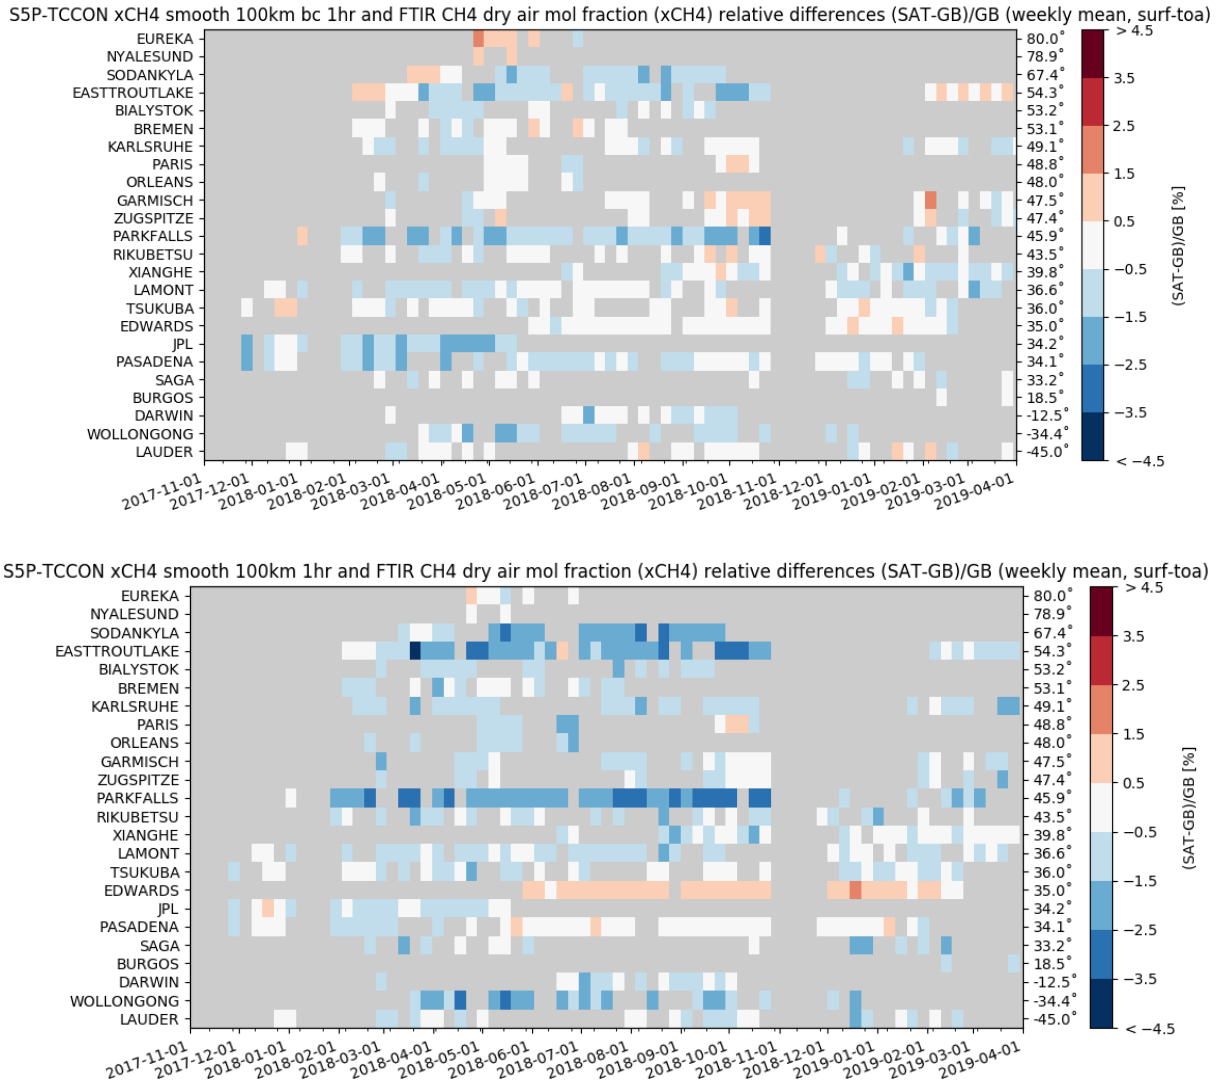 S5P-TCCON xCH4 smooth 100km bc 1hr and FTIR CH4 dry air mol fraction (xCH4) relative differences (SAT-GB)/GB (weekly mean, surf-toa)
EUREKA 80.0°
NYALESUND 78.9°
SODANKYLA 67.4°
EASTTROUTLAKE 54.3°
BIALYSTOK 53.2°
BREMEN 53.1°
KARLSRUHE 49.1°
PARIS 48.8°
ORLEANS 48.0°
GARMISCH 47.5°
ZUGSPITZE 47.4°
PARKFALLS 45.9°
RIKUBETSU 43.5°
XIANGHE 39.8°
LAMONT 36.6°
TSUKUBA 36.0°
EDWARDS 35.0°
JPL 34.2°
PASADENA 34.1°
SAGA 33.2°
BURGOS 18.5°
DARWIN -12.5°
WOLLONGONG -34.4°
LAUDER -45.0°
2017-11-01 2017-12-01 2018-01-01 2018-02-01 2018-03-01 2018-04-01 2018-05-01 2018-06-01 2018-07-01 2018-08-01 2018-09-01 2018-10-01 2018-11-01 2018-12-01 2019-01-01 2019-02-01 2019-03-01 2019-04-01
> 4.5
3.5
2.5
1.5
0.5
−0.5
−1.5
−2.5
−3.5
< −4.5
(SAT-GB)/GB [%]
S5P-TCCON xCH4 smooth 100km 1hr and FTIR CH4 dry air mol fraction (xCH4) relative differences (SAT-GB)/GB (weekly mean, surf-toa)
EUREKA 80.0°
NYALESUND 78.9°
SODANKYLA 67.4°
EASTTROUTLAKE 54.3°
BIALYSTOK 53.2°
BREMEN 53.1°
KARLSRUHE 49.1°
PARIS 48.8°
ORLEANS 48.0°
GARMISCH 47.5°
ZUGSPITZE 47.4°
PARKFALLS 45.9°
RIKUBETSU 43.5°
XIANGHE 39.8°
LAMONT 36.6°
TSUKUBA 36.0°
EDWARDS 35.0°
JPL 34.2°
PASADENA 34.1°
SAGA 33.2°
BURGOS 18.5°
DARWIN -12.5°
WOLLONGONG -34.4°
LAUDER -45.0°
2017-11-01 2017-12-01 2018-01-01 2018-02-01 2018-03-01 2018-04-01 2018-05-01 2018-06-01 2018-07-01 2018-08-01 2018-09-01 2018-10-01 2018-11-01 2018-12-01 2019-01-01 2019-02-01 2019-03-01 2019-04-01
> 4.5
3.5
2.5
1.5
0.5
−0.5
−1.5
−2.5
−3.5
< −4.5
(SAT-GB)/GB [%]